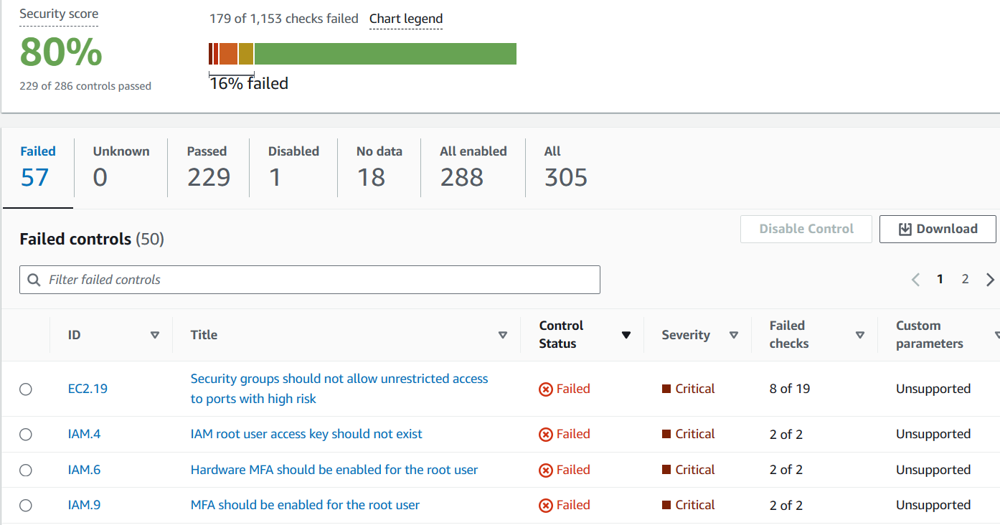 Security score
179 of 1,153 checks failed Chart legend
80%
16% failed
229 of 286 controls passed
Failed Unknown Passed Disabled No data All enabled All
57 0 229 1 18 288 305
Failed controls (50)
Disable Control Download
Filter failed controls
1 2
ID Title Control Status Severity Failed checks Custom parameters
EC2.19 Security groups should not allow unrestricted access
to ports with high risk Failed Critical 8 of 19 Unsupported
IAM.4 IAM root user access key should not exist Failed Critical 2 of 2 Unsupported
IAM.6 Hardware MFA should be enabled for the root user Failed Critical 2 of 2 Unsupported
IAM.9 MFA should be enabled for the root user Failed Critical 2 of 2 Unsupported